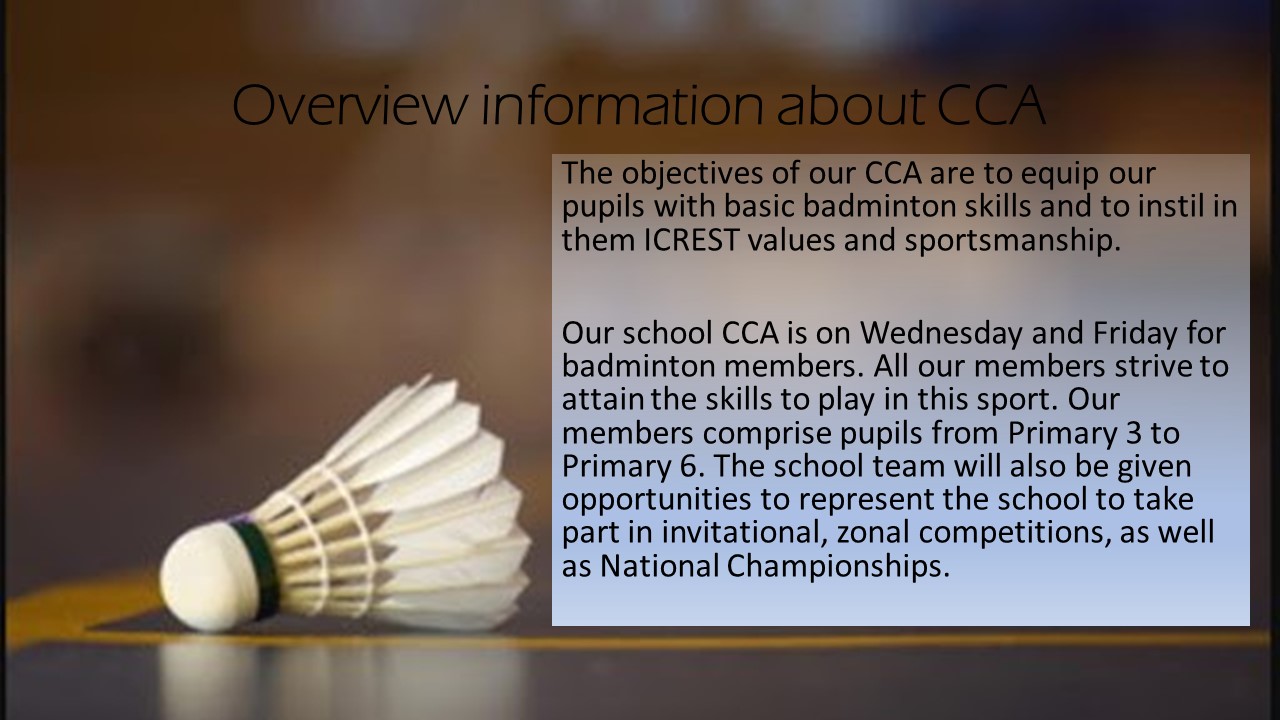 Overview information about CCA
The objectives of our CCA are to equip our
pupils with basic badminton skills and to instil in
them ICREST values and sportsmanship.
Our school CCA is on Wednesday and Friday for
badminton members. All our members strive to
attain the skills to play in this sport. Our
members comprise pupils from Primary 3 to
Primary 6. The school team will also be given
opportunities to represent the school to take
part in invitational, zonal competitions, as well
as National Championships.